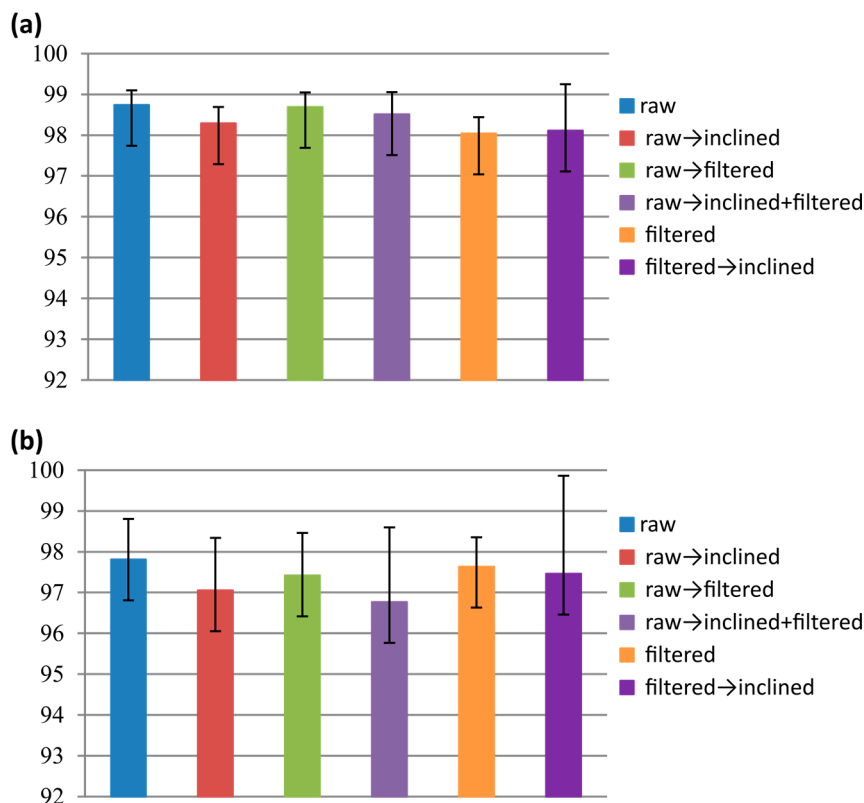 (a)
100
99
98
97
96
95
94
93
92
raw
raw→inclined
raw→filtered
raw→inclined+filtered
filtered
filtered→inclined
(b)
100
99
98
97
96
95
94
93
92
raw
raw→inclined
raw→filtered
raw→inclined+filtered
filtered
filtered→inclined